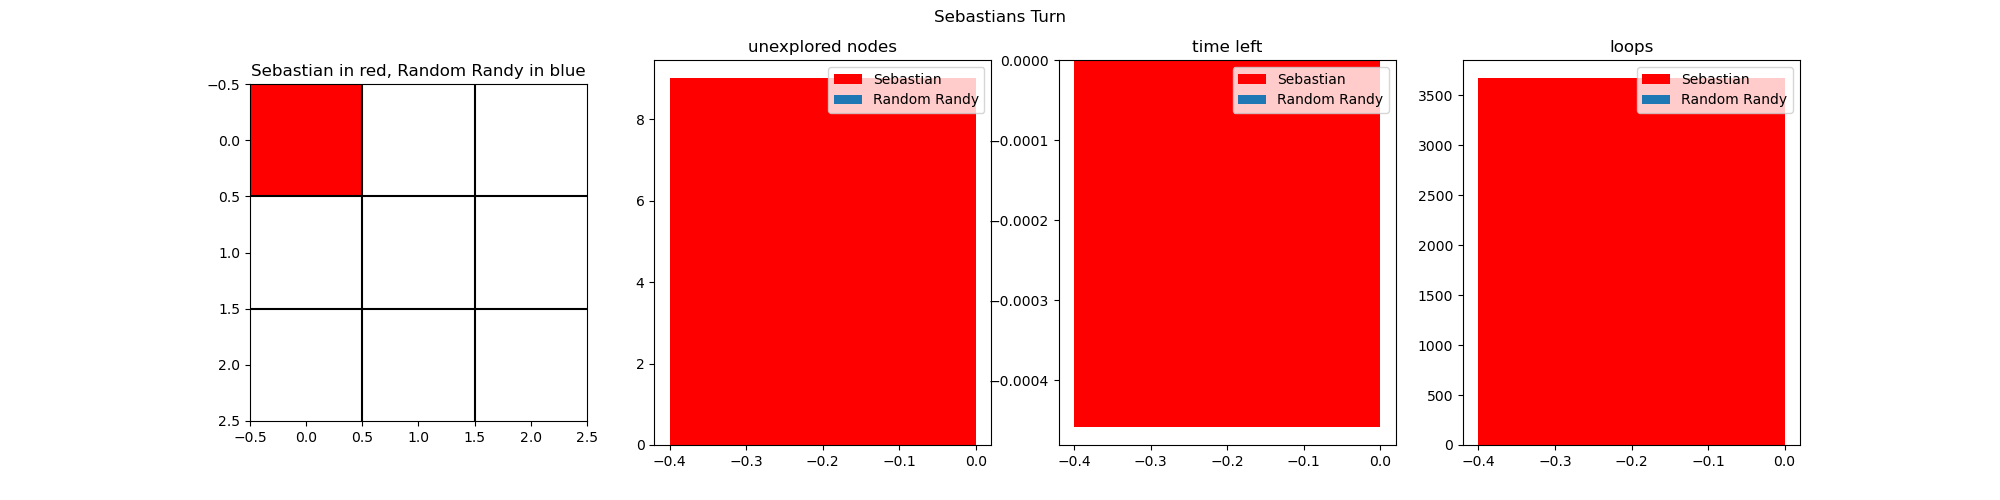 Sebastians Turn
Sebastian in red, Random Randy in blue
−0.5
0.0
0.5
1.0
1.5
2.0
2.5
−0.5 0.0 0.5 1.0 1.5 2.0 2.5
unexplored nodes
Sebastian
Random Randy
8
6
4
2
0
−0.4 −0.3 −0.2 −0.1 0.0
time left
Sebastian
Random Randy
0.0000
−0.0001
−0.0002
−0.0003
−0.0004
−0.4 −0.3 −0.2 −0.1 0.0
loops
Sebastian
Random Randy
3500
3000
2500
2000
1500
1000
500
0
−0.4 −0.3 −0.2 −0.1 0.0